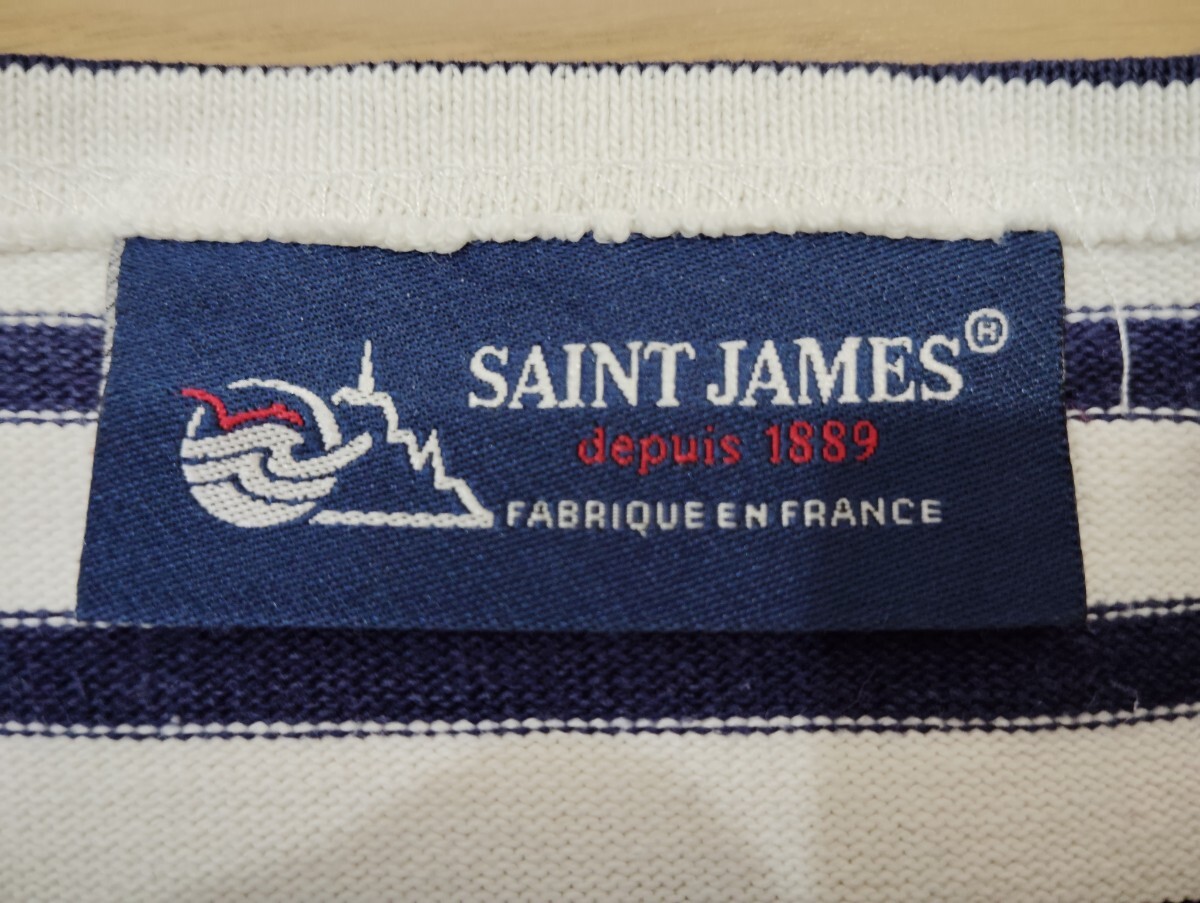 SAINT JAMES®
depuis 1889
FABRIQUE EN FRANCE